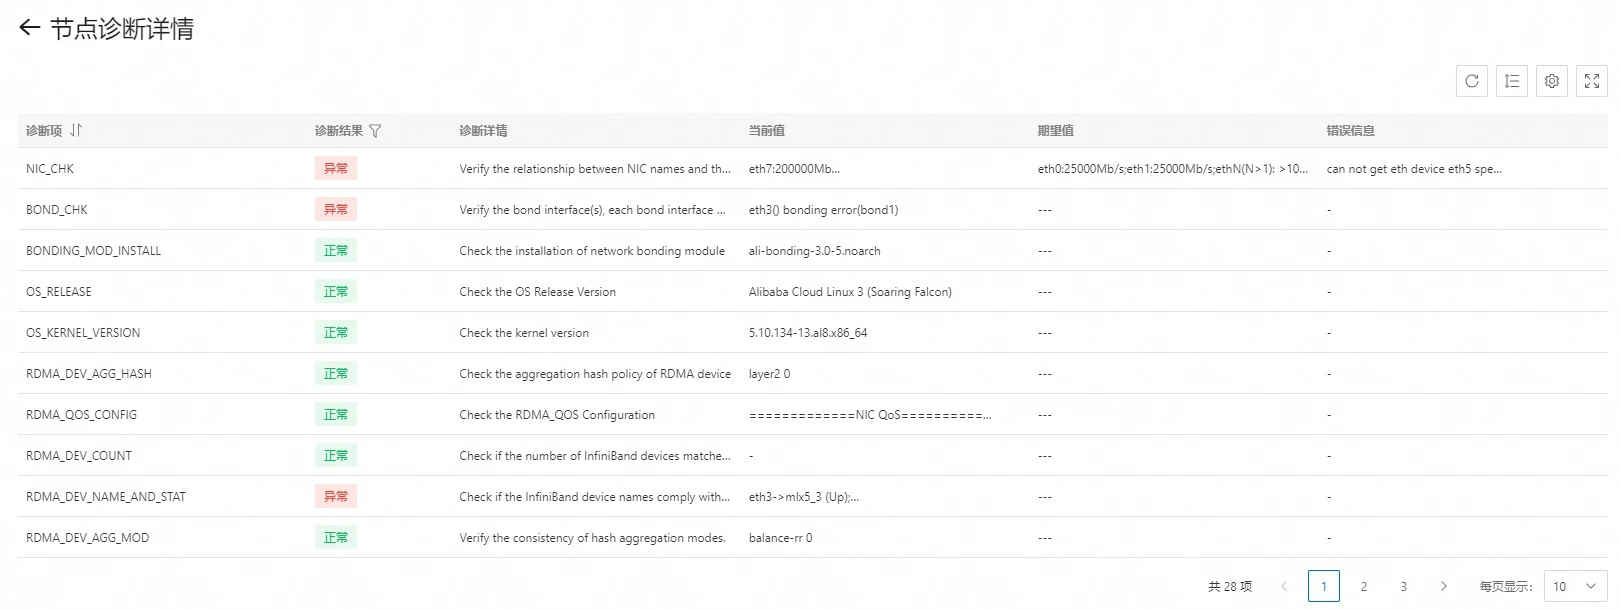 节点诊断详情
诊断项 诊断结果 诊断详情 当前值 期望值 错误信息
NIC_CHK 异常 Verify the relationship between NIC names and th... eth7:200000Mb... eth0:25000Mb/s;eth1:25000Mb/s;ethN(N>1): >10... can not get eth device eth5 spe...
BOND_CHK 异常 Verify the bond interface(s), each bond interface ... eth3() bonding error(bond1) --- -
BONDING_MOD_INSTALL 正常 Check the installation of network bonding module ali-bonding-3.0-5.noarch --- -
OS_RELEASE 正常 Check the OS Release Version Alibaba Cloud Linux 3 (Soaring Falcon) --- -
OS_KERNEL_VERSION 正常 Check the kernel version 5.10.134-13.al8.x86_64 --- -
RDMA_DEV_AGG_HASH 正常 Check the aggregation hash policy of RDMA device layer2 0 --- -
RDMA_QOS_CONFIG 正常 Check the RDMA_QOS Configuration =============NIC QoS==========... --- -
RDMA_DEV_COUNT 正常 Check if the number of InfiniBand devices matche... - --- -
RDMA_DEV_NAME_AND_STAT 异常 Check if the InfiniBand device names comply with... eth3->mlx5_3 (Up);... --- -
RDMA_DEV_AGG_MOD 正常 Verify the consistency of hash aggregation modes. balance-rr 0 --- -
共 28 项 < 1 2 3 > 每页显示: 10